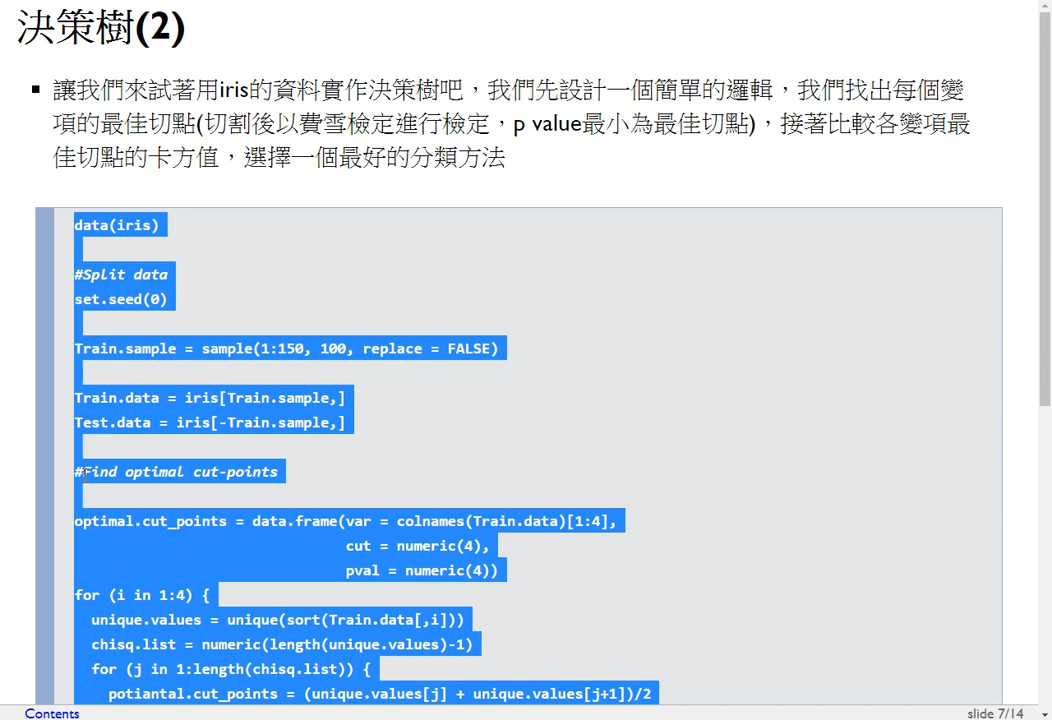 決策樹(2)
▪ 讓我們來試著用iris的資料實作決策樹吧，我們先設計一個簡單的邏輯，我們找出每個變
項的最佳切點(切割後以費雪檢定進行檢定，p value最小為最佳切點)，接著比較各變項最
佳切點的卡方值，選擇一個最好的分類方法
data(iris)
#Split data
set.seed(0)
Train.sample = sample(1:150, 100, replace = FALSE)
Train.data = iris[Train.sample,]
Test.data = iris[-Train.sample,]
#Find optimal cut-points
optimal.cut_points = data.frame(var = colnames(Train.data)[1:4],
cut = numeric(4),
pval = numeric(4))
for (i in 1:4) {
unique.values = unique(sort(Train.data[,i]))
chisq.list = numeric(length(unique.values)-1)
for (j in 1:length(chisq.list)) {
potiantal.cut_points = (unique.values[j] + unique.values[j+1])/2
Contents
slide 7/14